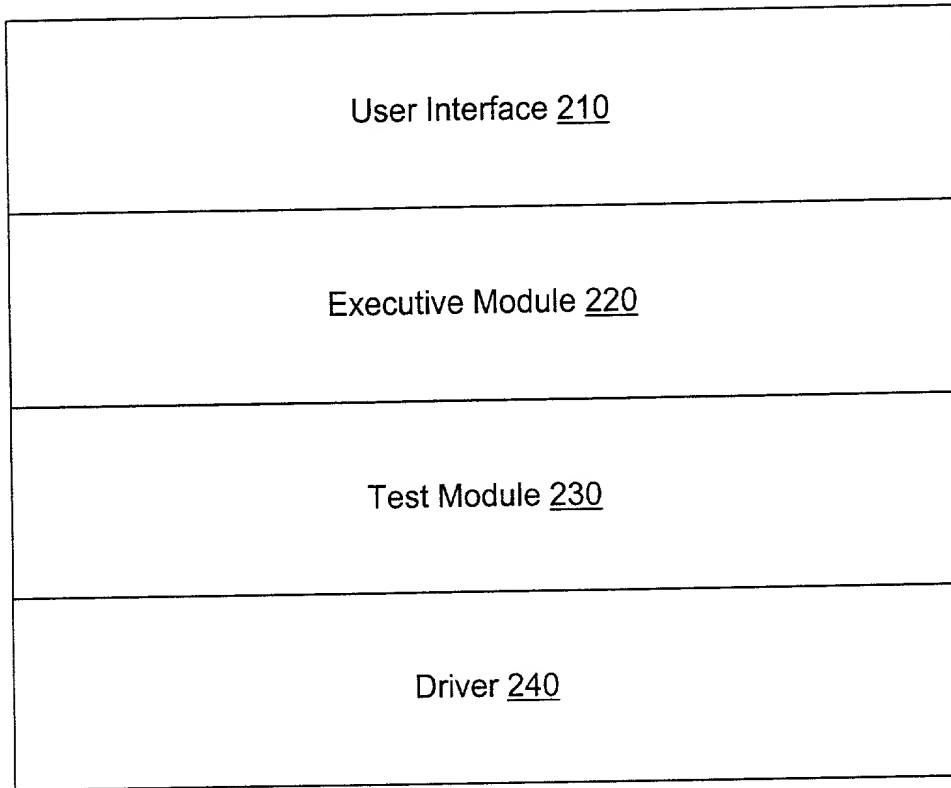 User Interface 210
Executive Module 220
Test Module 230
Driver 240